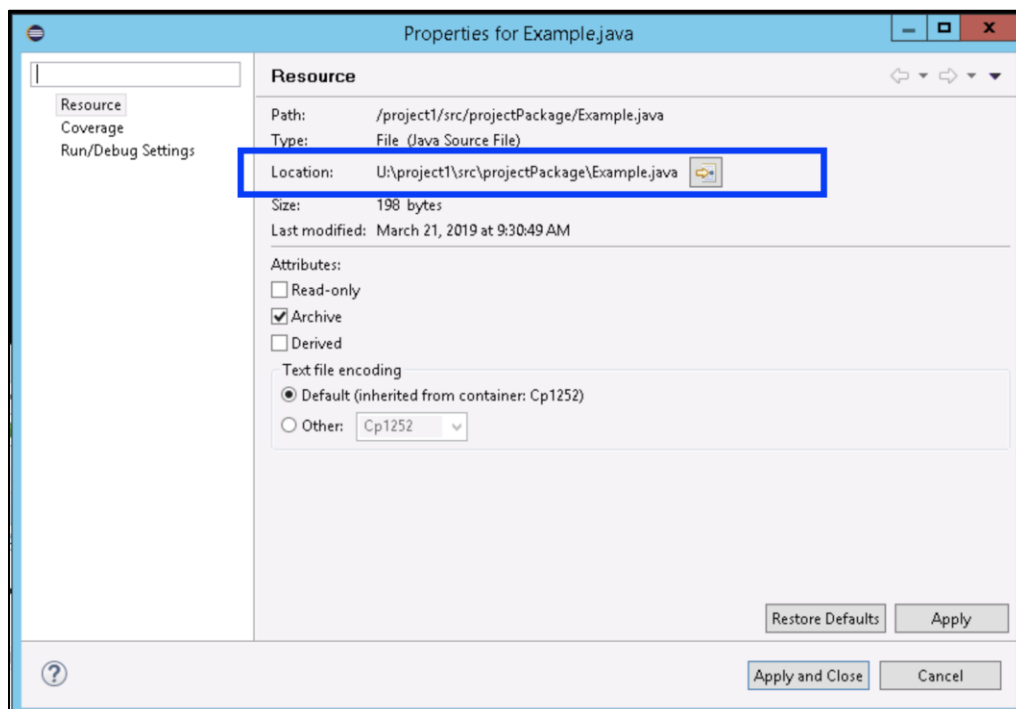 Properties for Example.java
Resource
Coverage
Run/Debug Settings
Resource
Path: /project1/src/projectPackage/Example.java
Type: File (Java Source File)
Location: U:\project1\src\projectPackage\Example.java
Size: 198 bytes
Last modified: March 21, 2019 at 9:30:49 AM
Attributes:
Read-only
Archive
Derived
Text file encoding
Default (inherited from container: Cp1252)
Other: Cp1252
Restore Defaults Apply
? Apply and Close Cancel